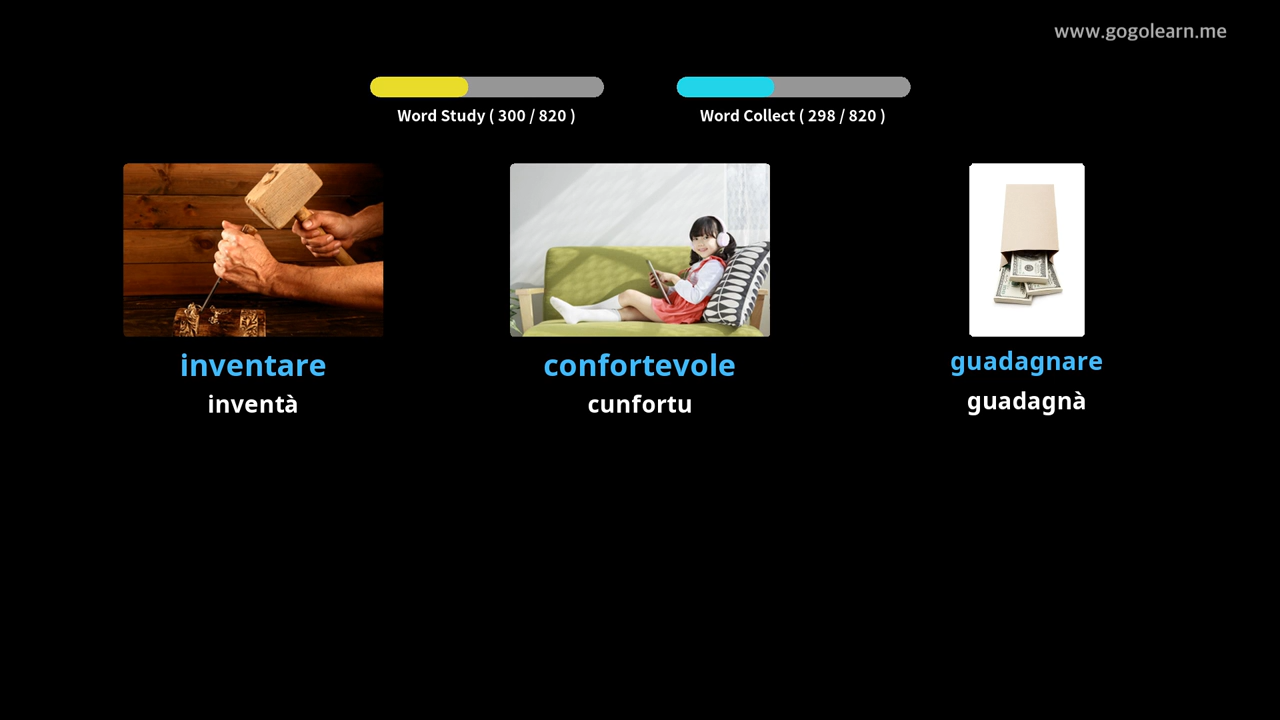 www.gogolearn.me
Word Study ( 300 / 820 )
Word Collect ( 298 / 820 )
inventare
inventà
confortevole
cunfortu
guadagnare
guadagnà